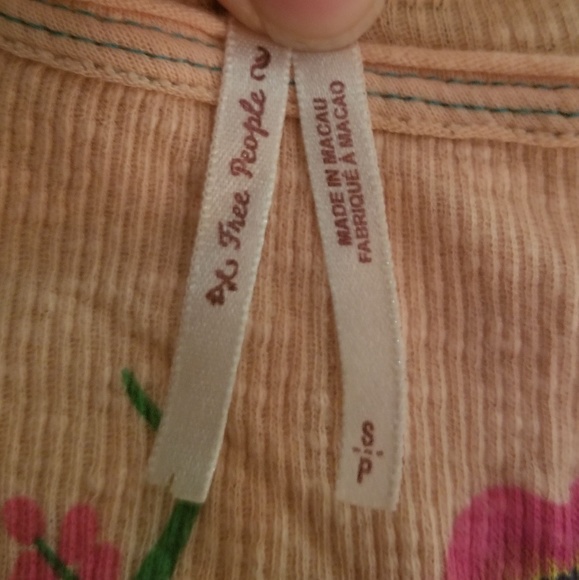 Free People
MADE IN MACAU
FABRIQUÉ À MACAO
S/P